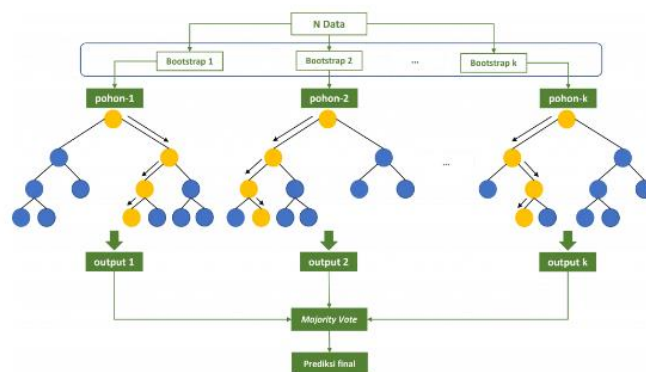 N Data
Bootstrap 1
Bootstrap 2
...
Bootstrap k
pohon-1
pohon-2
pohon-k
...
output 1
output 2
output k
Majority Vote
Prediksi final